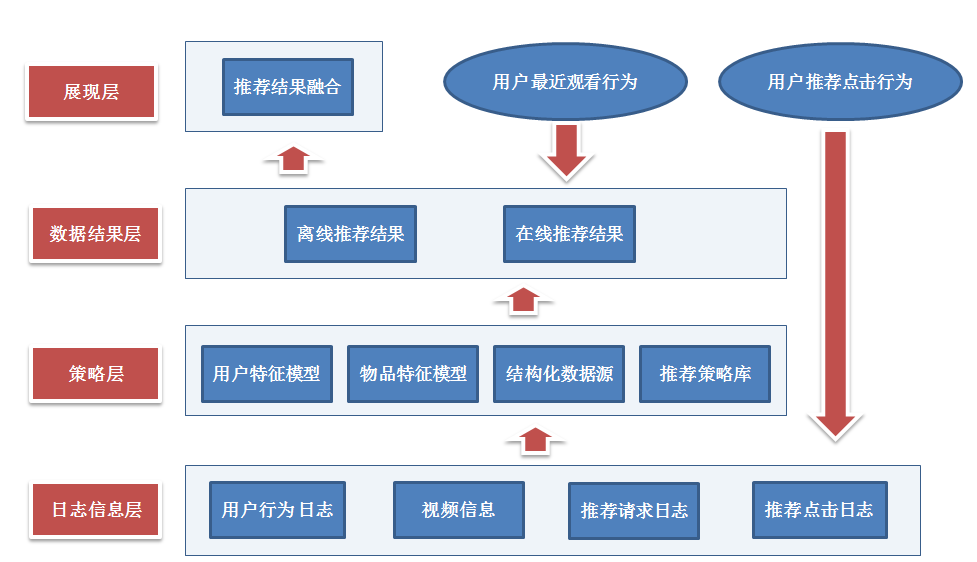 展现层
推荐结果融合
用户最近观看行为
用户推荐点击行为
数据结果层
离线推荐结果
在线推荐结果
策略层
用户特征模型
物品特征模型
结构化数据源
推荐策略库
日志信息层
用户行为日志
视频信息
推荐请求日志
推荐点击日志